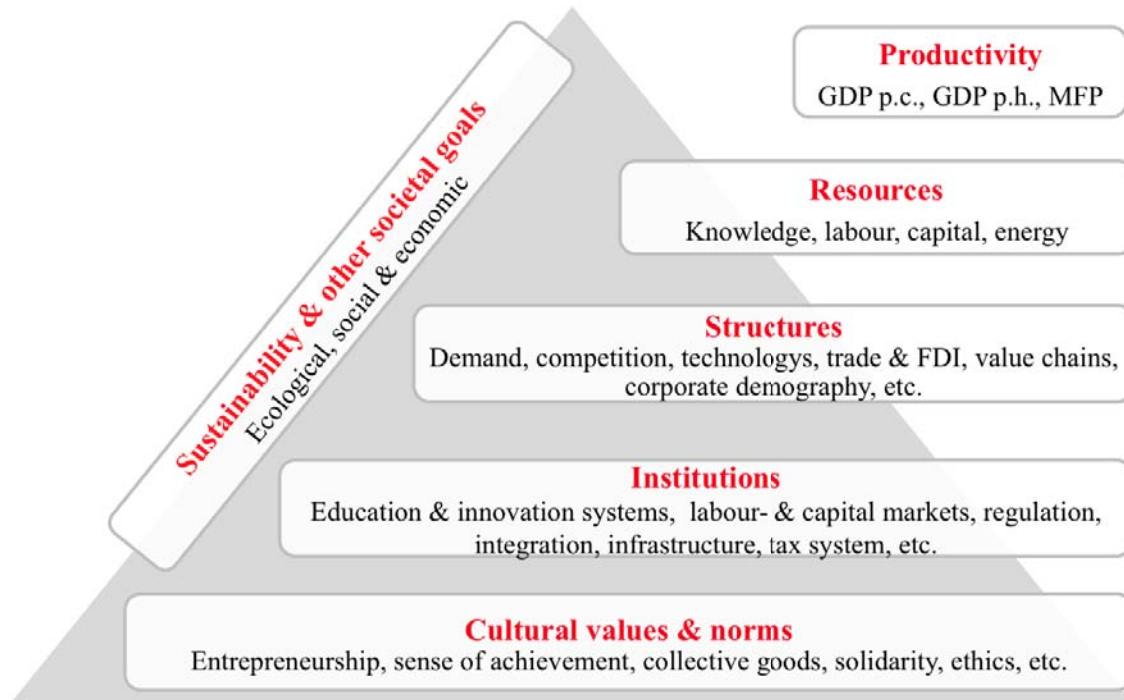 Sustainability & other societal goals
Ecological, social & economic
Productivity
GDP p.c., GDP p.h., MFP
Resources
Knowledge, labour, capital, energy
Structures
Demand, competition, technologys, trade & FDI, value chains,
corporate demography, etc.
Institutions
Education & innovation systems, labour- & capital markets, regulation,
integration, infrastructure, tax system, etc.
Cultural values & norms
Entrepreneurship, sense of achievement, collective goods, solidarity, ethics, etc.